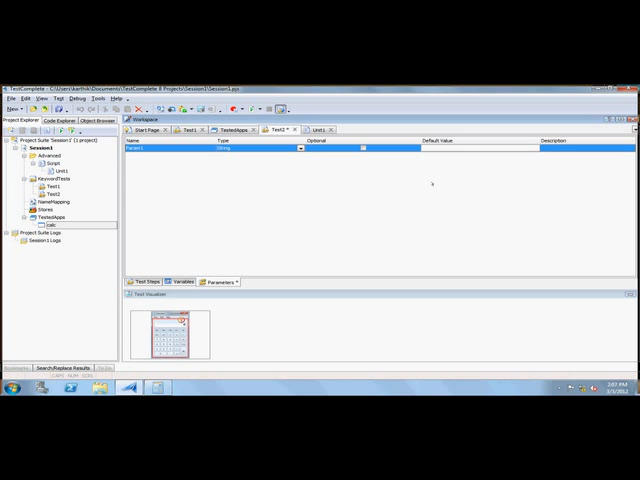 TestComplete - C:\Users\karthik\Documents\TestComplete 8 Projects\Session1\Session1.pjs
File Edit View Test Debug Tools Help
New
Project Explorer Code Explorer Object Browser
Workspace
Start Page Test1 TestedApps Test2 * Unit1
Name Type Optional Default Value Description
Param1 String
Project Suite 'Session1' (1 project)
Session1
Advanced
Script
Unit1
KeywordTests
Test1
Test2
NameMapping
Stores
TestedApps
calc
Project Suite Logs
Session1 Logs
Test Steps Variables Parameters *
Test Visualizer
Bookmarks Search/Replace Results To Do
CAPS NUM SCRL
2:07 PM
3/3/2012